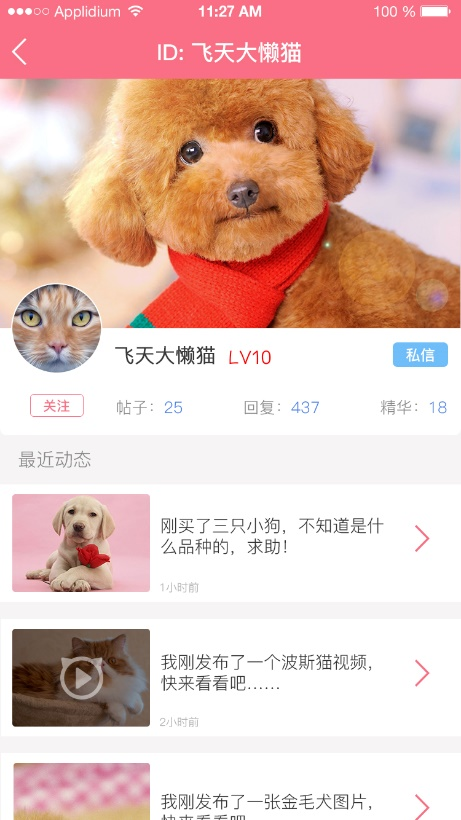 Applidium 11:27 AM 100 %
ID: 飞天大懒猫
飞天大懒猫 LV10 私信
关注 帖子：25 回复：437 精华：18
最近动态
刚买了三只小狗，不知道是什
么品种的，求助！
1小时前
我刚发布了一个波斯猫视频，
快来看看吧……
2小时前
我刚发布了一张金毛犬图片，